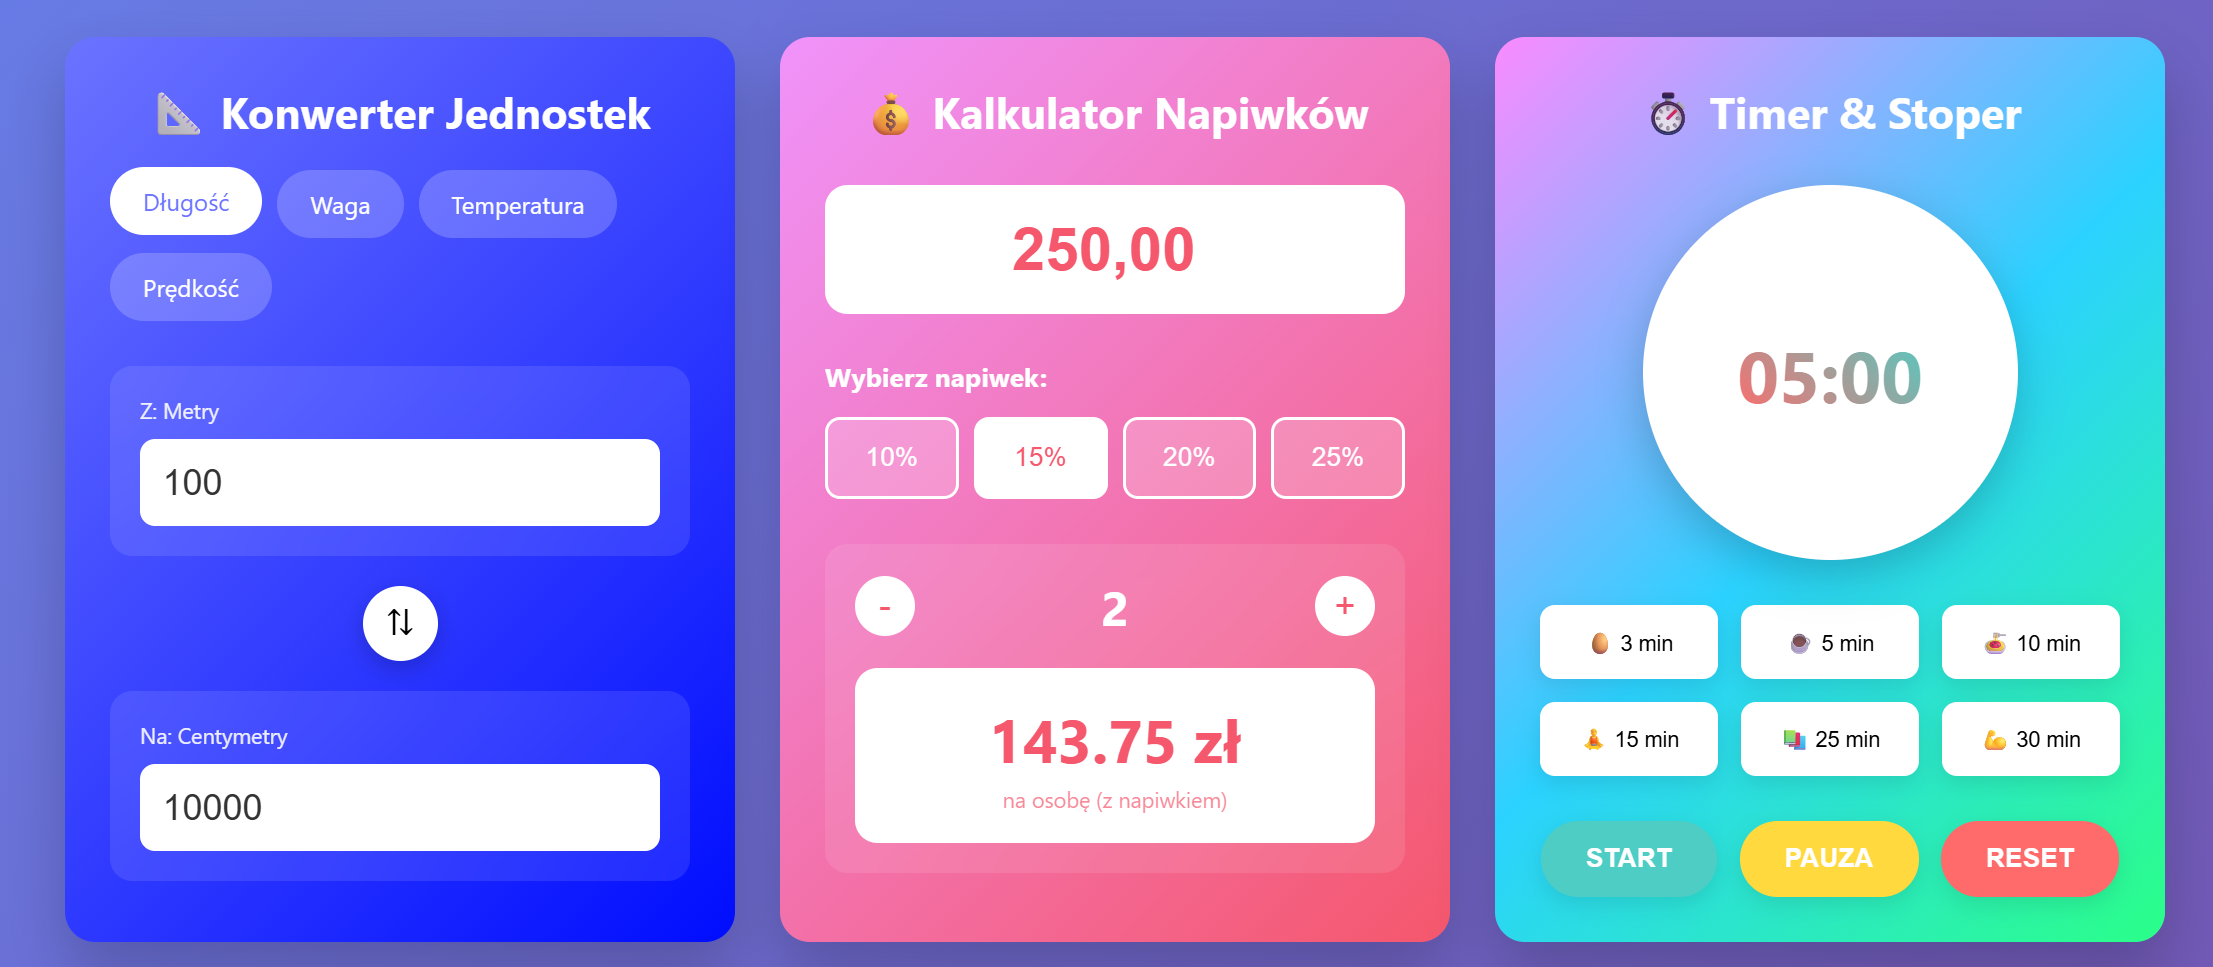 Konwerter Jednostek
Długość
Waga
Temperatura
Prędkość
Z: Metry
100
Na: Centymetry
10000
Kalkulator Napiwków
250,00
Wybierz napiwek:
10%
15%
20%
25%
-
2
+
143.75 zł
na osobę (z napiwkiem)
Timer & Stoper
05:00
3 min
5 min
10 min
15 min
25 min
30 min
START
PAUZA
RESET